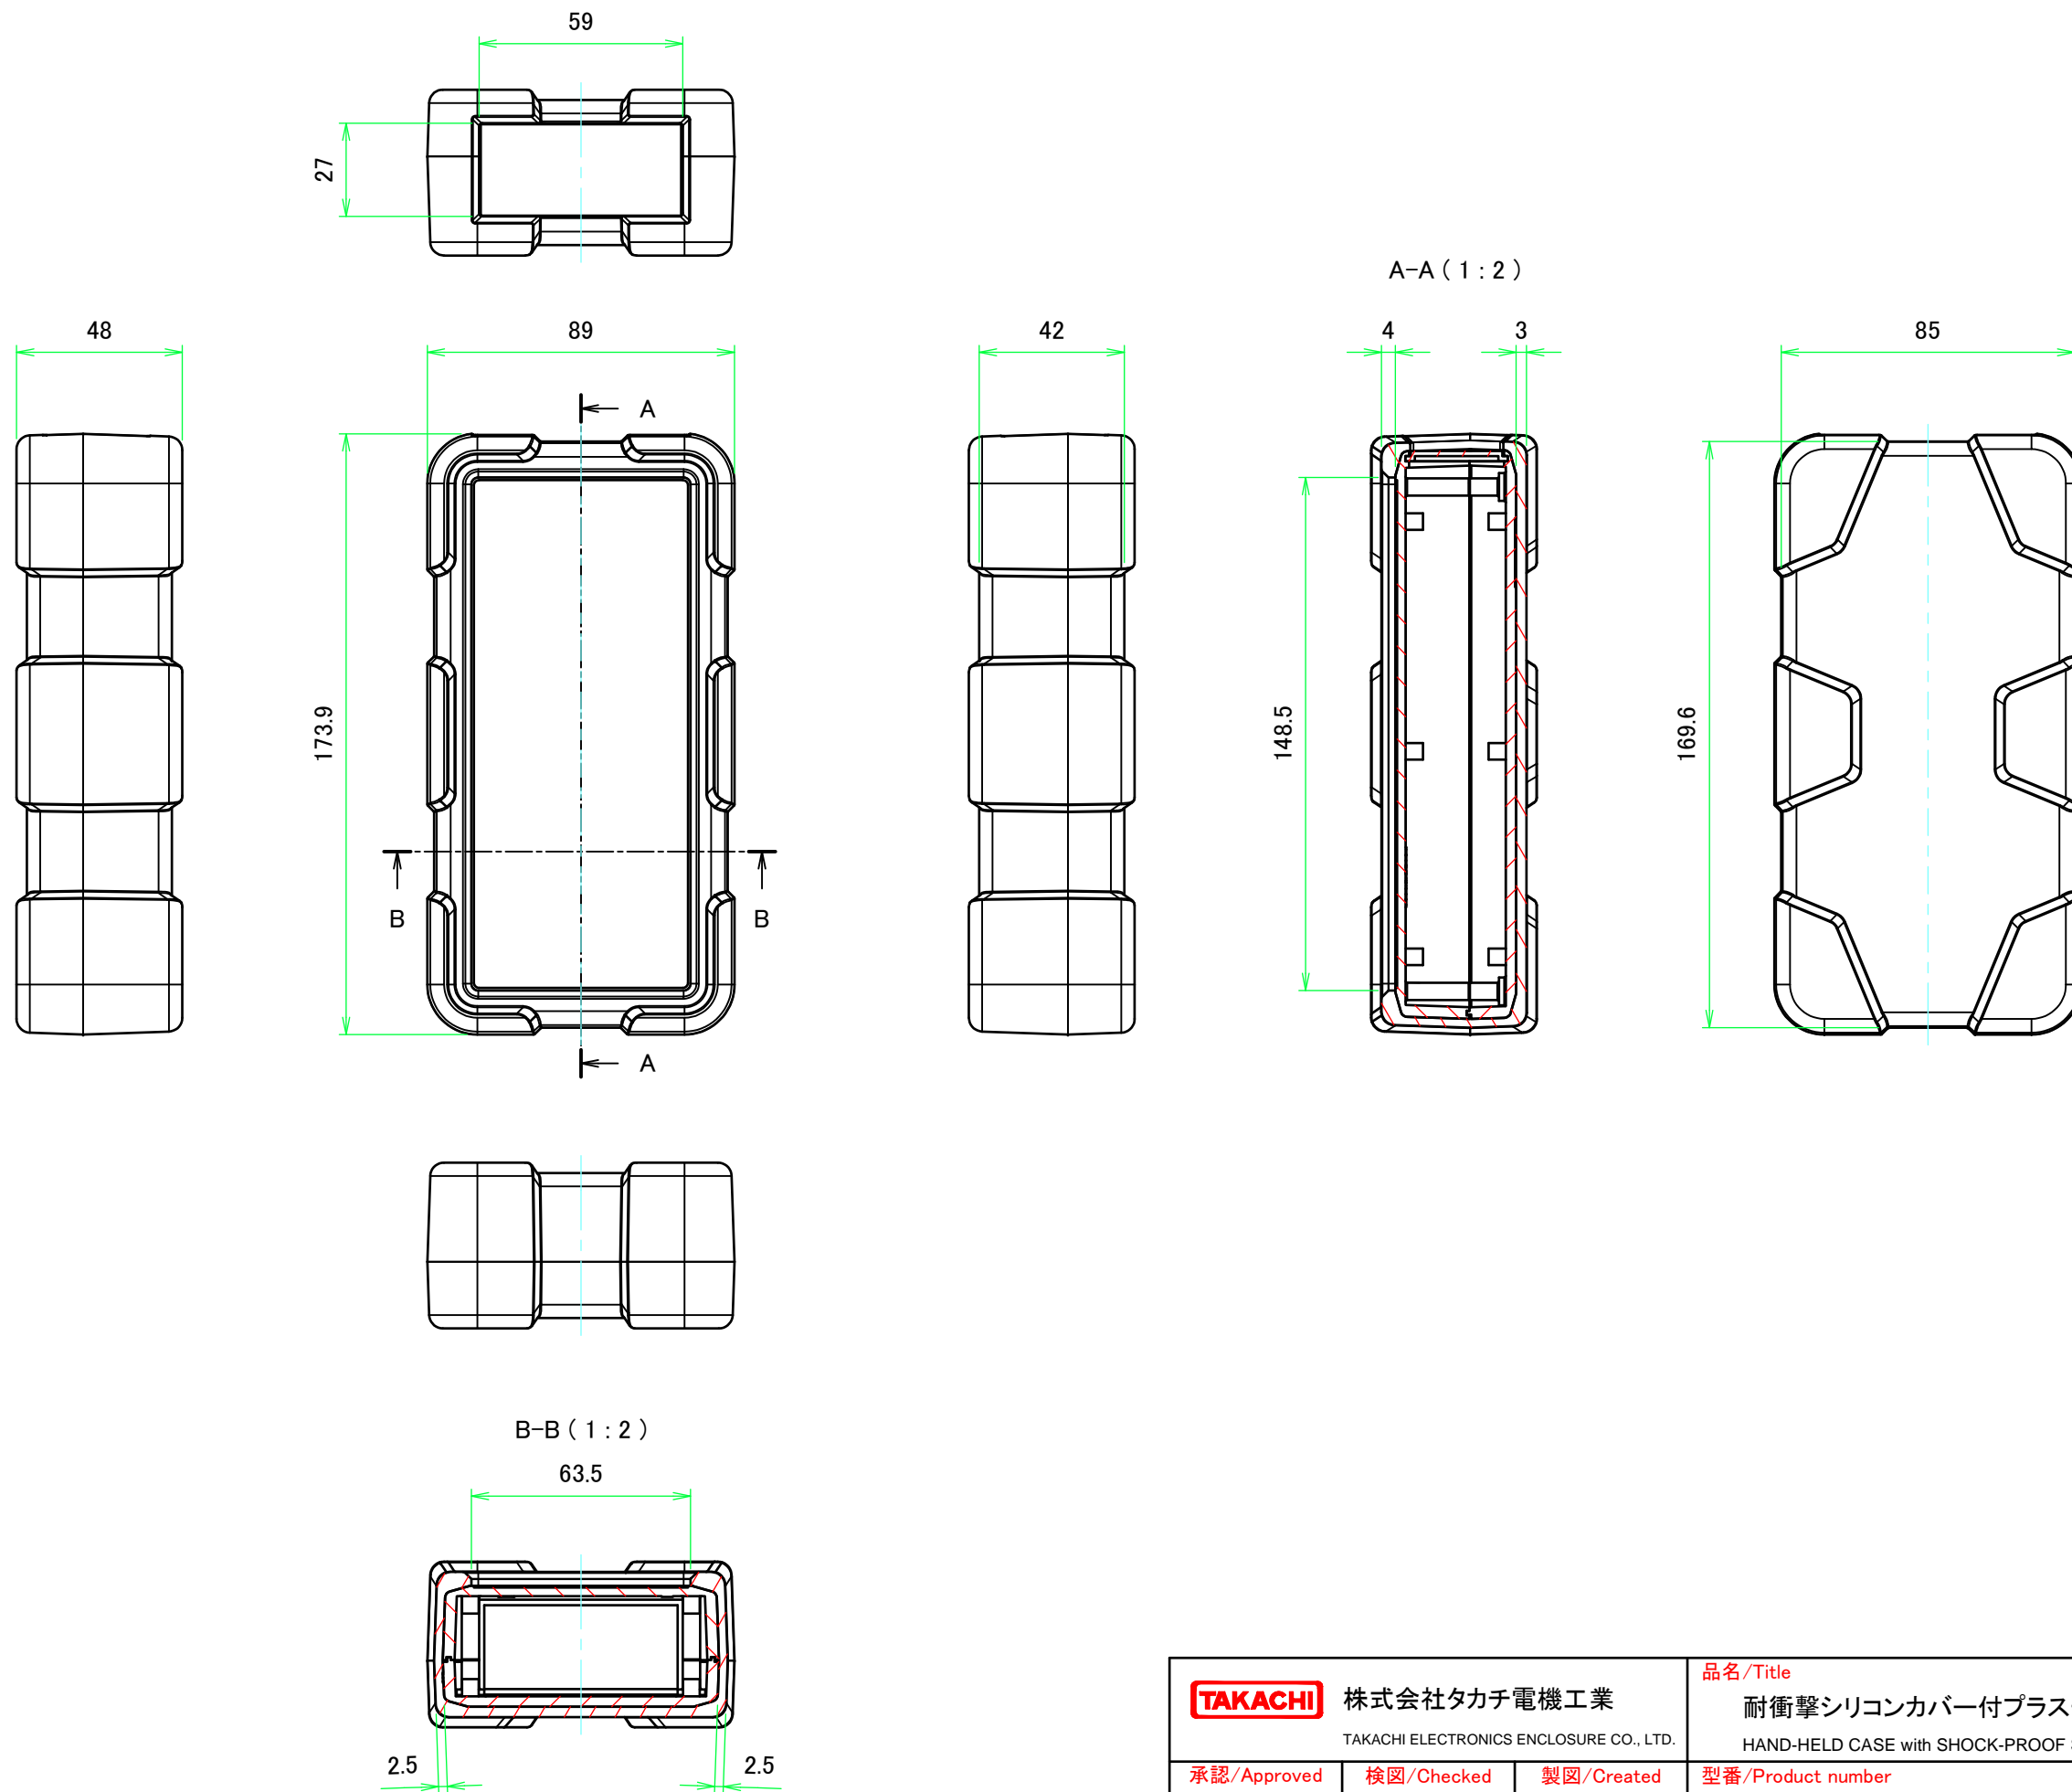 59
27
A-A ( 1 : 2 )
48
89
42
4
3
85
A
173.9
148.5
169.6
B
B
A
B-B ( 1 : 2 )
63.5
2.5
2.5
TAKACHI
株式会社タカチ電機工業
TAKACHI ELECTRONICS ENCLOSURE CO., LTD.
品名/Title
耐衝撃シリコンカバー付プラス
HAND-HELD CASE with SHOCK-PROOF
承認/Approved
検図/Checked
製図/Created
型番/Product number